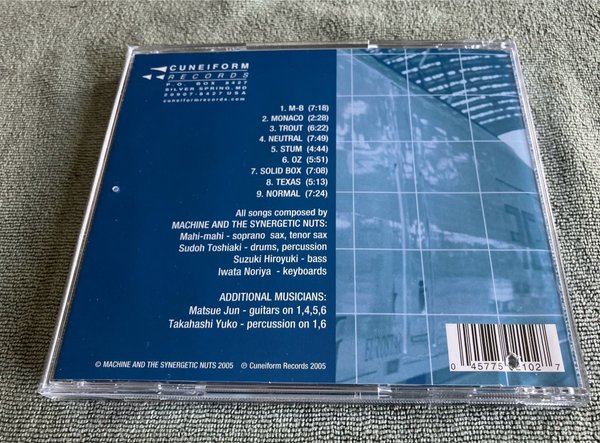 CUNEIFORM
RECORDS
P.O. BOX 8427
SILVER SPRING, MD
20907-8427 USA
cuneiformrecords.com
1. M-B (7:18)
2. MONACO (2:28)
3. TROUT (6:22)
4. NEUTRAL (7:49)
5. STUM (4:44)
6. OZ (5:51)
7. SOLID BOX (7:08)
8. TEXAS (5:13)
9. NORMAL (7:24)
All songs composed by
MACHINE AND THE SYNERGETIC NUTS:
Mahi-mahi - soprano sax, tenor sax
Sudoh Toshiaki - drums, percussion
Suzuki Hiroyuki - bass
Iwata Noriya - keyboards
ADDITIONAL MUSICIANS:
Matsue Jun - guitars on 1,4,5,6
Takahashi Yuko - percussion on 1,6
0 45775 02102 7
© MACHINE AND THE SYNERGETIC NUTS 2005 ℗ Cuneiform Records 2005